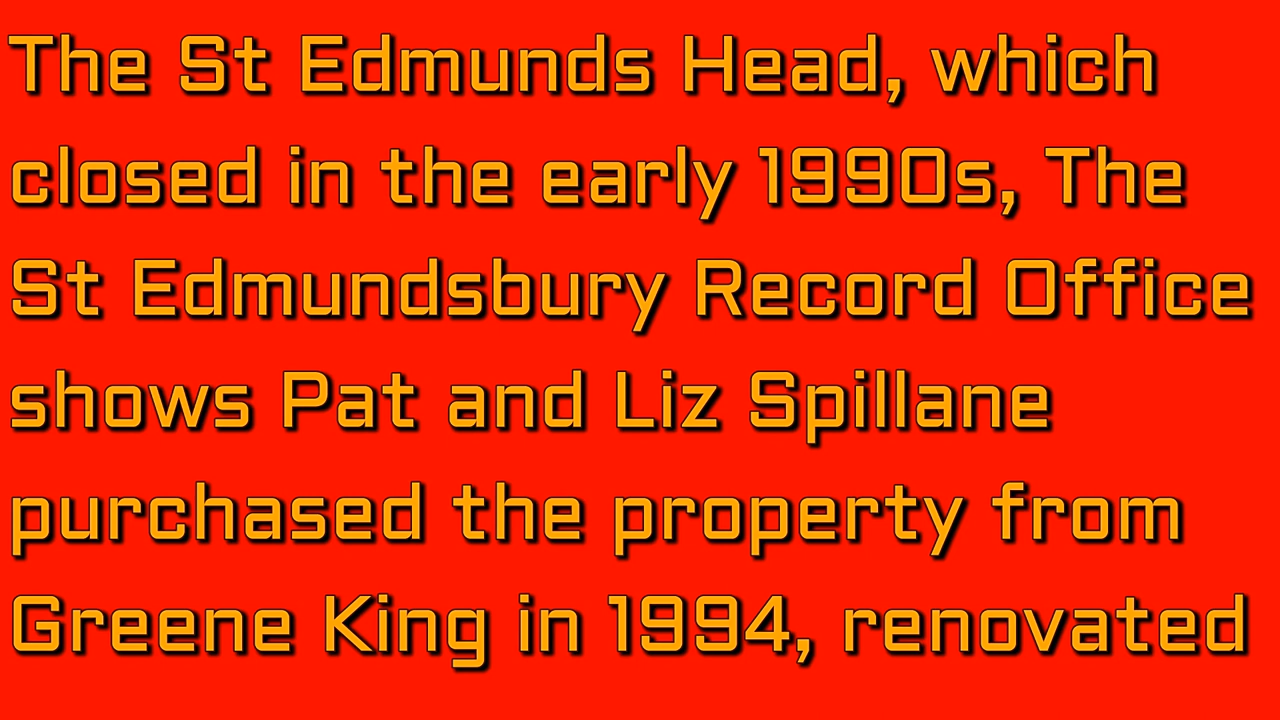 The St Edmunds Head, which
closed in the early 1990s, The
St Edmundsbury Record Office
shows Pat and Liz Spillane
purchased the property from
Greene King in 1994, renovated